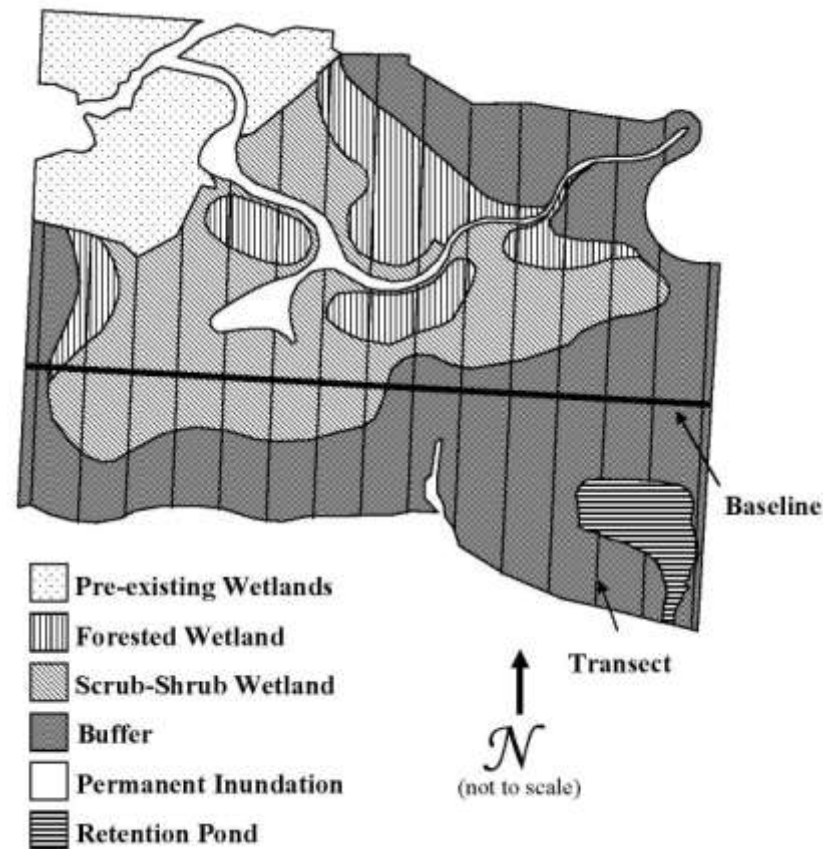 Baseline
Transect
Pre-existing Wetlands
Forested Wetland
Scrub-Shrub Wetland
Buffer
Permanent Inundation
Retention Pond
N
(not to scale)